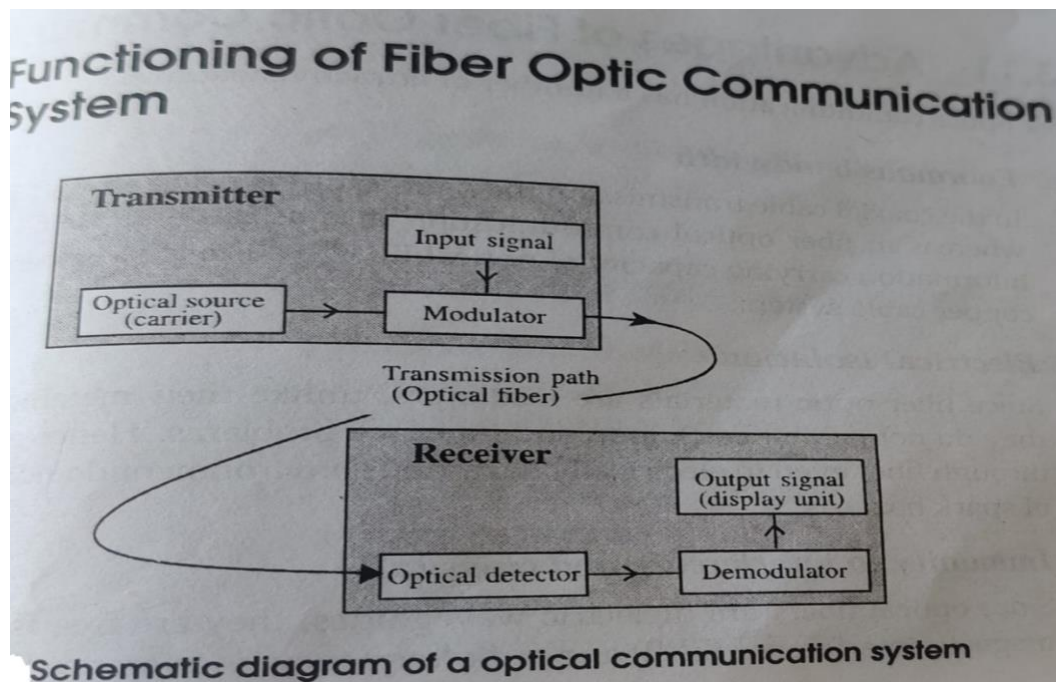 Functioning of Fiber Optic Communication
System
Transmitter
Input signal
Optical source
(carrier)
Modulator
Transmission path
(Optical fiber)
Receiver
Output signal
(display unit)
Optical detector
Demodulator
Schematic diagram of a optical communication system